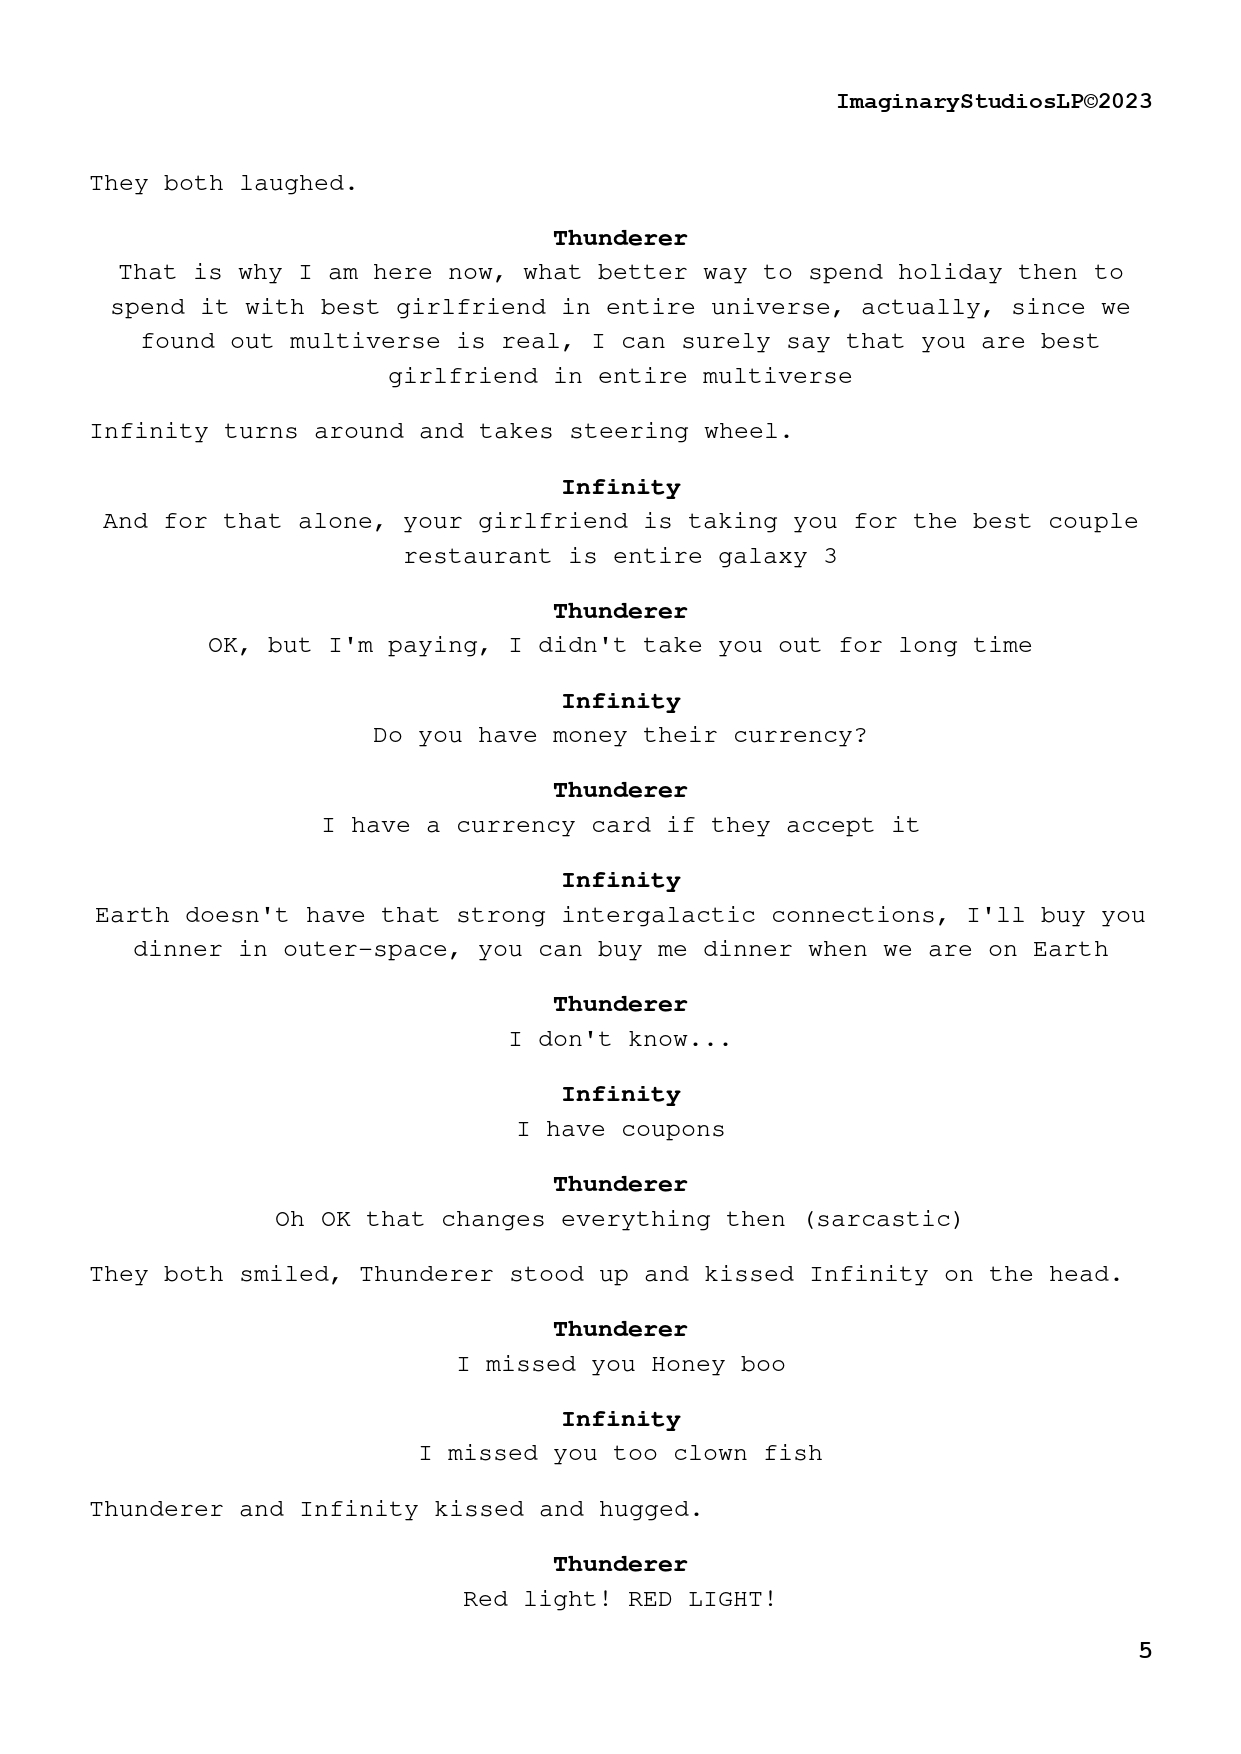 ImaginaryStudiosLP©2023
They both laughed.
Thunderer
That is why I am here now, what better way to spend holiday then to
spend it with best girlfriend in entire universe, actually, since we
found out multiverse is real, I can surely say that you are best
girlfriend in entire multiverse
Infinity turns around and takes steering wheel.
Infinity
And for that alone, your girlfriend is taking you for the best couple
restaurant is entire galaxy 3
Thunderer
OK, but I'm paying, I didn't take you out for long time
Infinity
Do you have money their currency?
Thunderer
I have a currency card if they accept it
Infinity
Earth doesn't have that strong intergalactic connections, I'll buy you
dinner in outer-space, you can buy me dinner when we are on Earth
Thunderer
I don't know...
Infinity
I have coupons
Thunderer
Oh OK that changes everything then (sarcastic)
They both smiled, Thunderer stood up and kissed Infinity on the head.
Thunderer
I missed you Honey boo
Infinity
I missed you too clown fish
Thunderer and Infinity kissed and hugged.
Thunderer
Red light! RED LIGHT!
5